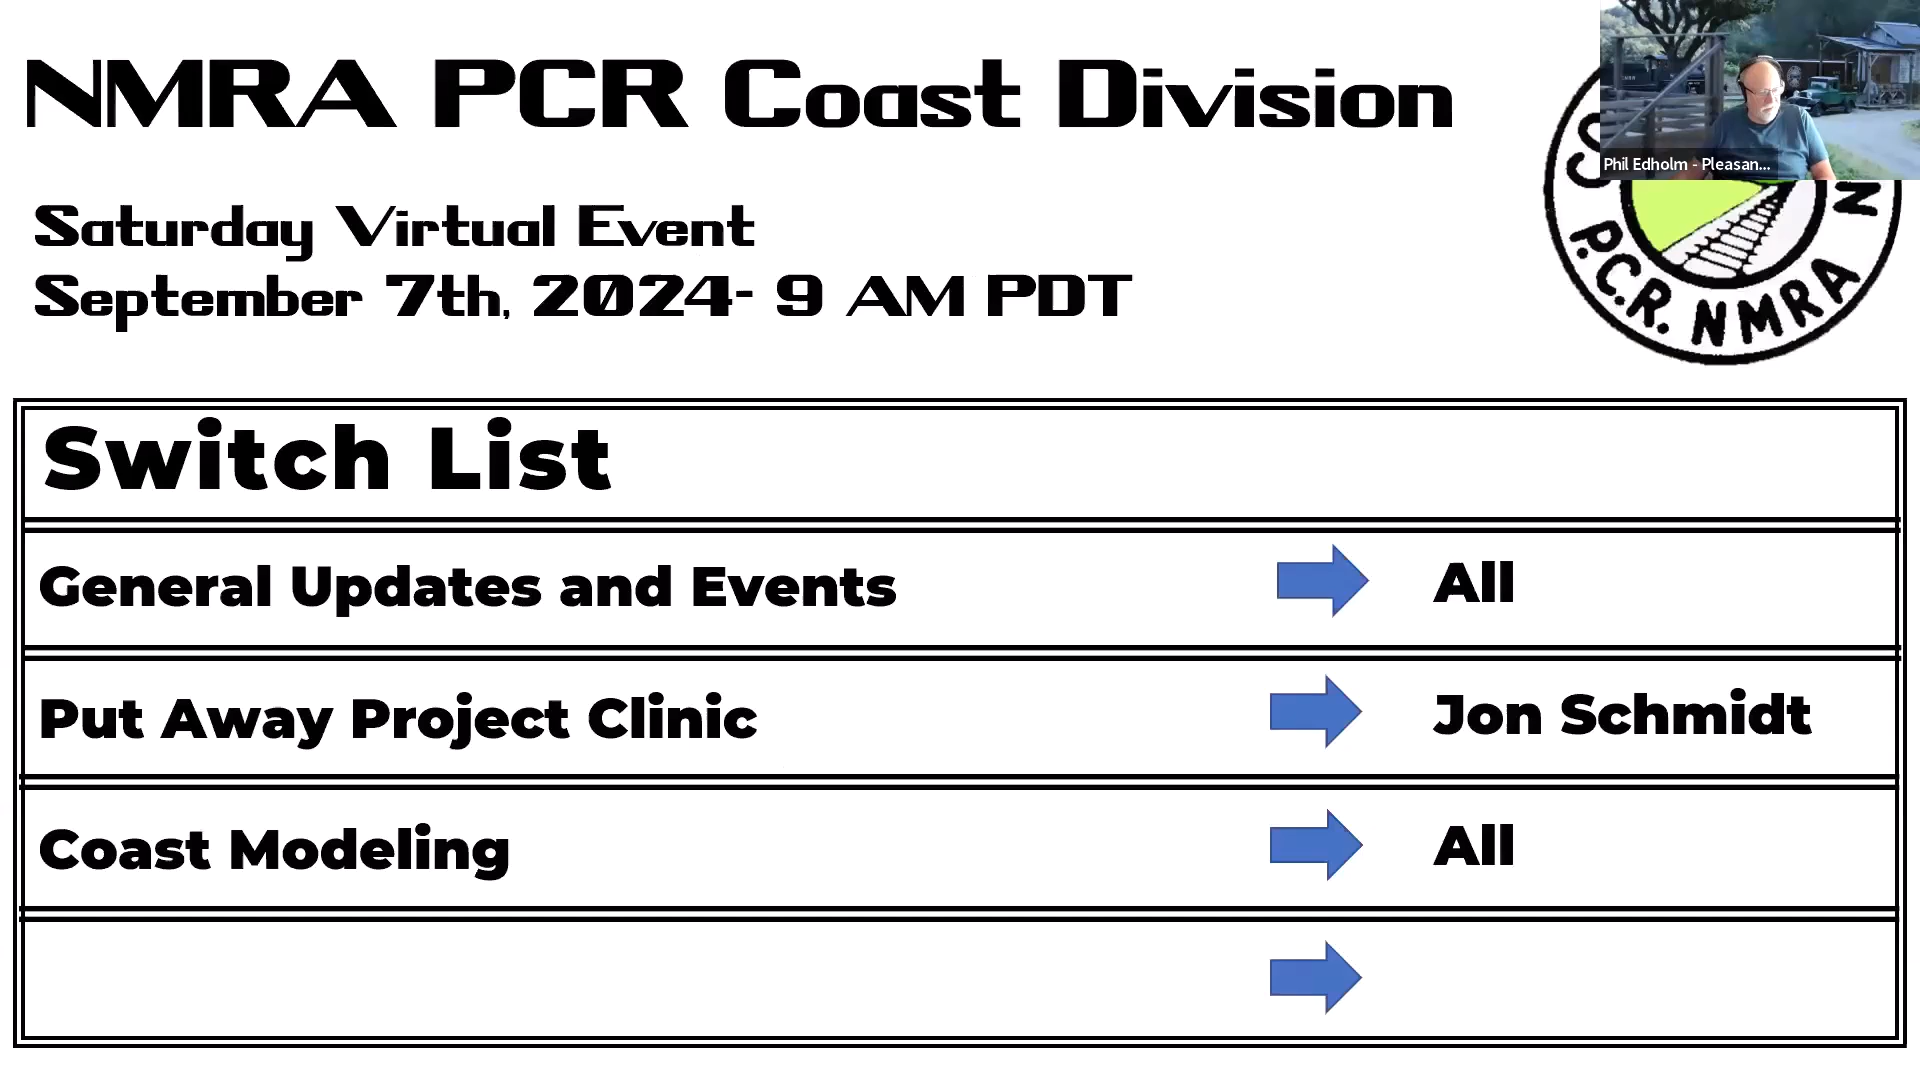 NMRA PCR Coast Division
Phil Edholm - Pleasan...
Saturday Virtual Event
September 7th, 2024- 9 AM PDT
P.C.R. NMRA
Switch List
General Updates and Events All
Put Away Project Clinic Jon Schmidt
Coast Modeling All